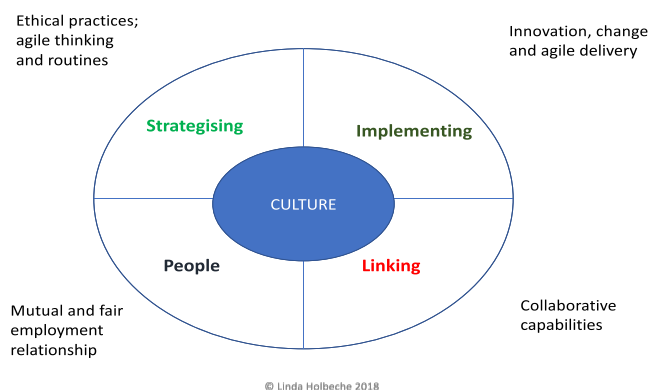 Ethical practices;
agile thinking
and routines
Innovation, change
and agile delivery
Strategising
Implementing
CULTURE
People
Linking
Mutual and fair
employment
relationship
Collaborative
capabilities
© Linda Holbeche 2018